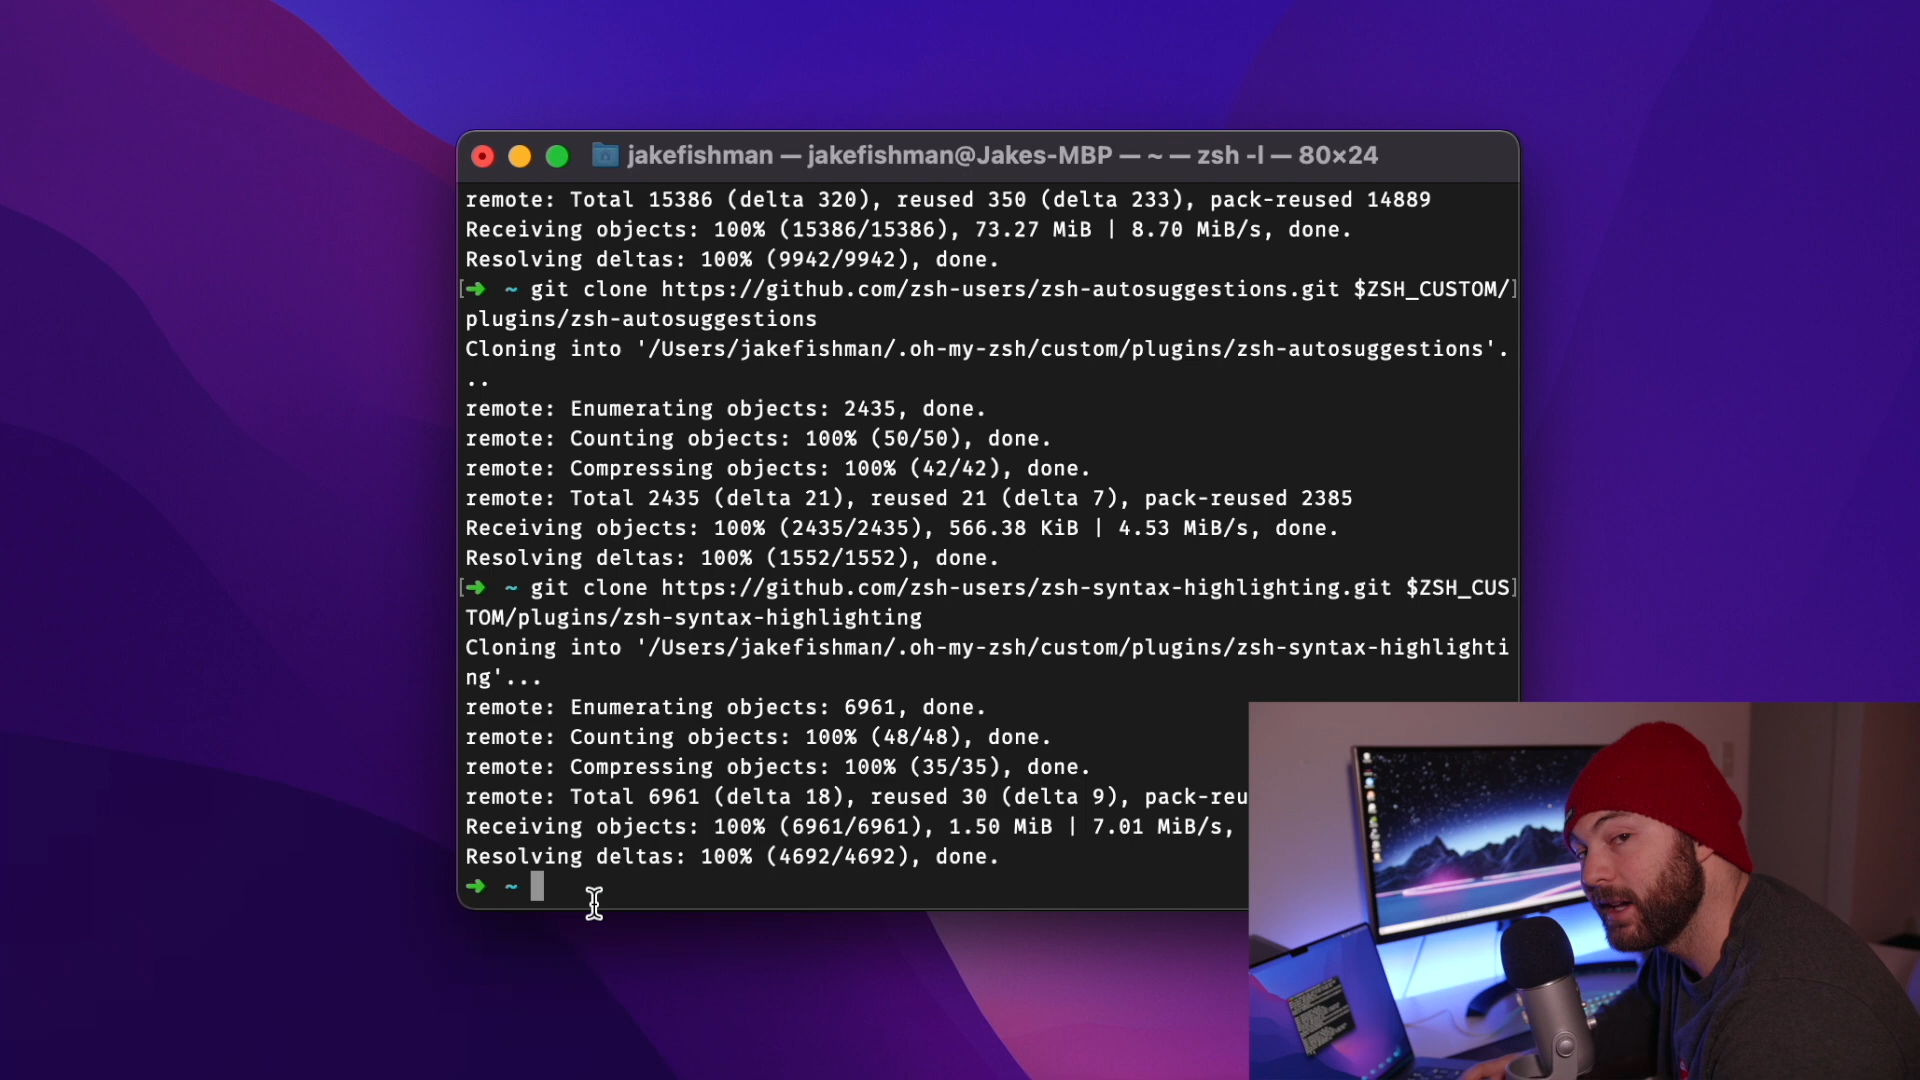 jakefishman — jakefishman@Jakes-MBP — ~ — zsh -l — 80×24
remote: Total 15386 (delta 320), reused 350 (delta 233), pack-reused 14889
Receiving objects: 100% (15386/15386), 73.27 MiB | 8.70 MiB/s, done.
Resolving deltas: 100% (9942/9942), done.
[➜ ~ git clone https://github.com/zsh-users/zsh-autosuggestions.git $ZSH_CUSTOM/]
plugins/zsh-autosuggestions
Cloning into '/Users/jakefishman/.oh-my-zsh/custom/plugins/zsh-autosuggestions'.
..
remote: Enumerating objects: 2435, done.
remote: Counting objects: 100% (50/50), done.
remote: Compressing objects: 100% (42/42), done.
remote: Total 2435 (delta 21), reused 21 (delta 7), pack-reused 2385
Receiving objects: 100% (2435/2435), 566.38 KiB | 4.53 MiB/s, done.
Resolving deltas: 100% (1552/1552), done.
[➜ ~ git clone https://github.com/zsh-users/zsh-syntax-highlighting.git $ZSH_CUS]
TOM/plugins/zsh-syntax-highlighting
Cloning into '/Users/jakefishman/.oh-my-zsh/custom/plugins/zsh-syntax-highlighti
ng'...
remote: Enumerating objects: 6961, done.
remote: Counting objects: 100% (48/48), done.
remote: Compressing objects: 100% (35/35), done.
remote: Total 6961 (delta 18), reused 30 (delta 9), pack-reu
Receiving objects: 100% (6961/6961), 1.50 MiB | 7.01 MiB/s,
Resolving deltas: 100% (4692/4692), done.
➜ ~